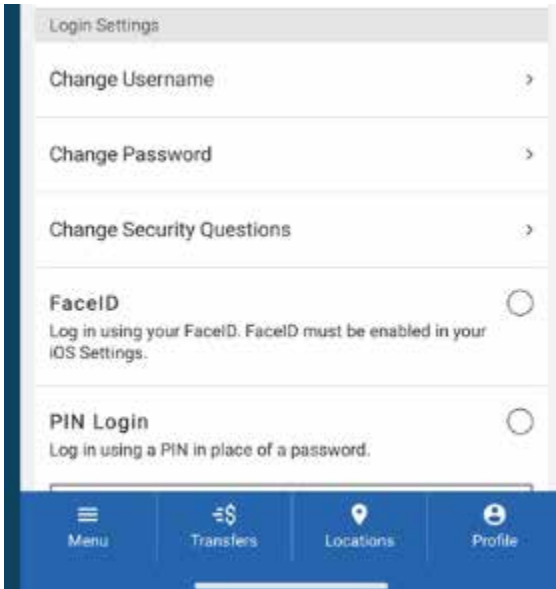 Login Settings
Change Username
Change Password
Change Security Questions
FaceID
Log in using your FaceID. FaceID must be enabled in your
iOS Settings.
PIN Login
Log in using a PIN in place of a password.
Menu
Transfers
Locations
Profile